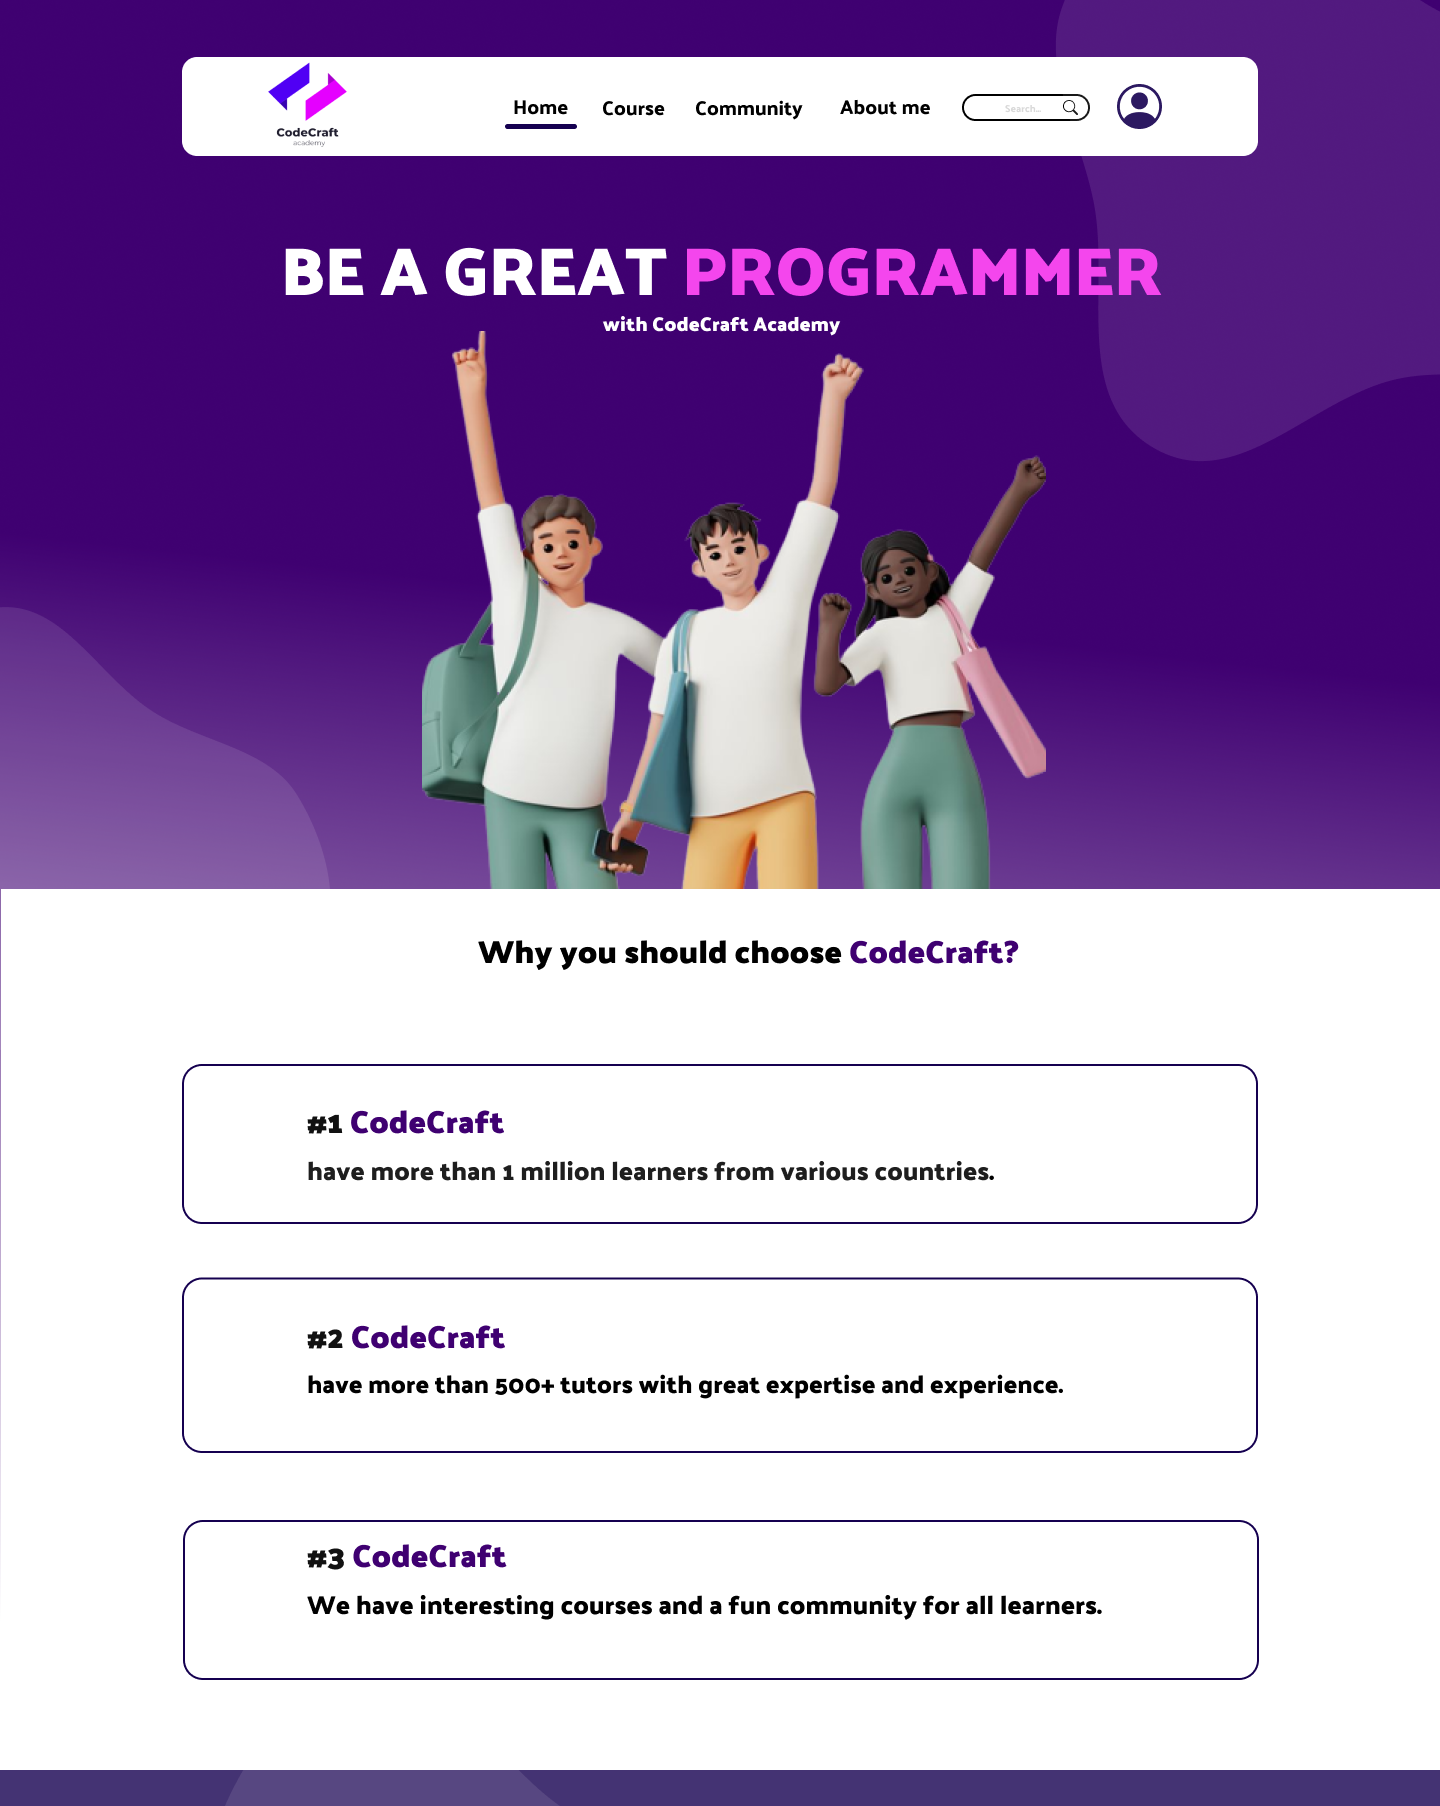 CodeCraft
academy
Home Course Community About me Search...
BE A GREAT PROGRAMMER
with CodeCraft Academy
Why you should choose CodeCraft?
#1 CodeCraft
have more than 1 million learners from various countries.
#2 CodeCraft
have more than 500+ tutors with great expertise and experience.
#3 CodeCraft
We have interesting courses and a fun community for all learners.